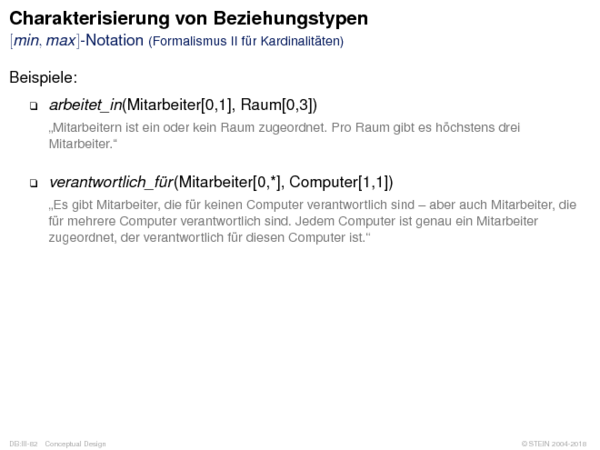 Charakterisierung von Beziehungstypen
[min, max]-Notation (Formalismus II für Kardinalitäten)
Beispiele:
❑ arbeitet_in(Mitarbeiter[0,1], Raum[0,3])
„Mitarbeitern ist ein oder kein Raum zugeordnet. Pro Raum gibt es höchstens drei
Mitarbeiter.“
❑ verantwortlich_für(Mitarbeiter[0,*], Computer[1,1])
„Es gibt Mitarbeiter, die für keinen Computer verantwortlich sind – aber auch Mitarbeiter, die
für mehrere Computer verantwortlich sind. Jedem Computer ist genau ein Mitarbeiter
zugeordnet, der verantwortlich für diesen Computer ist.“
DB:III-62 Conceptual Design © STEIN 2004-2018